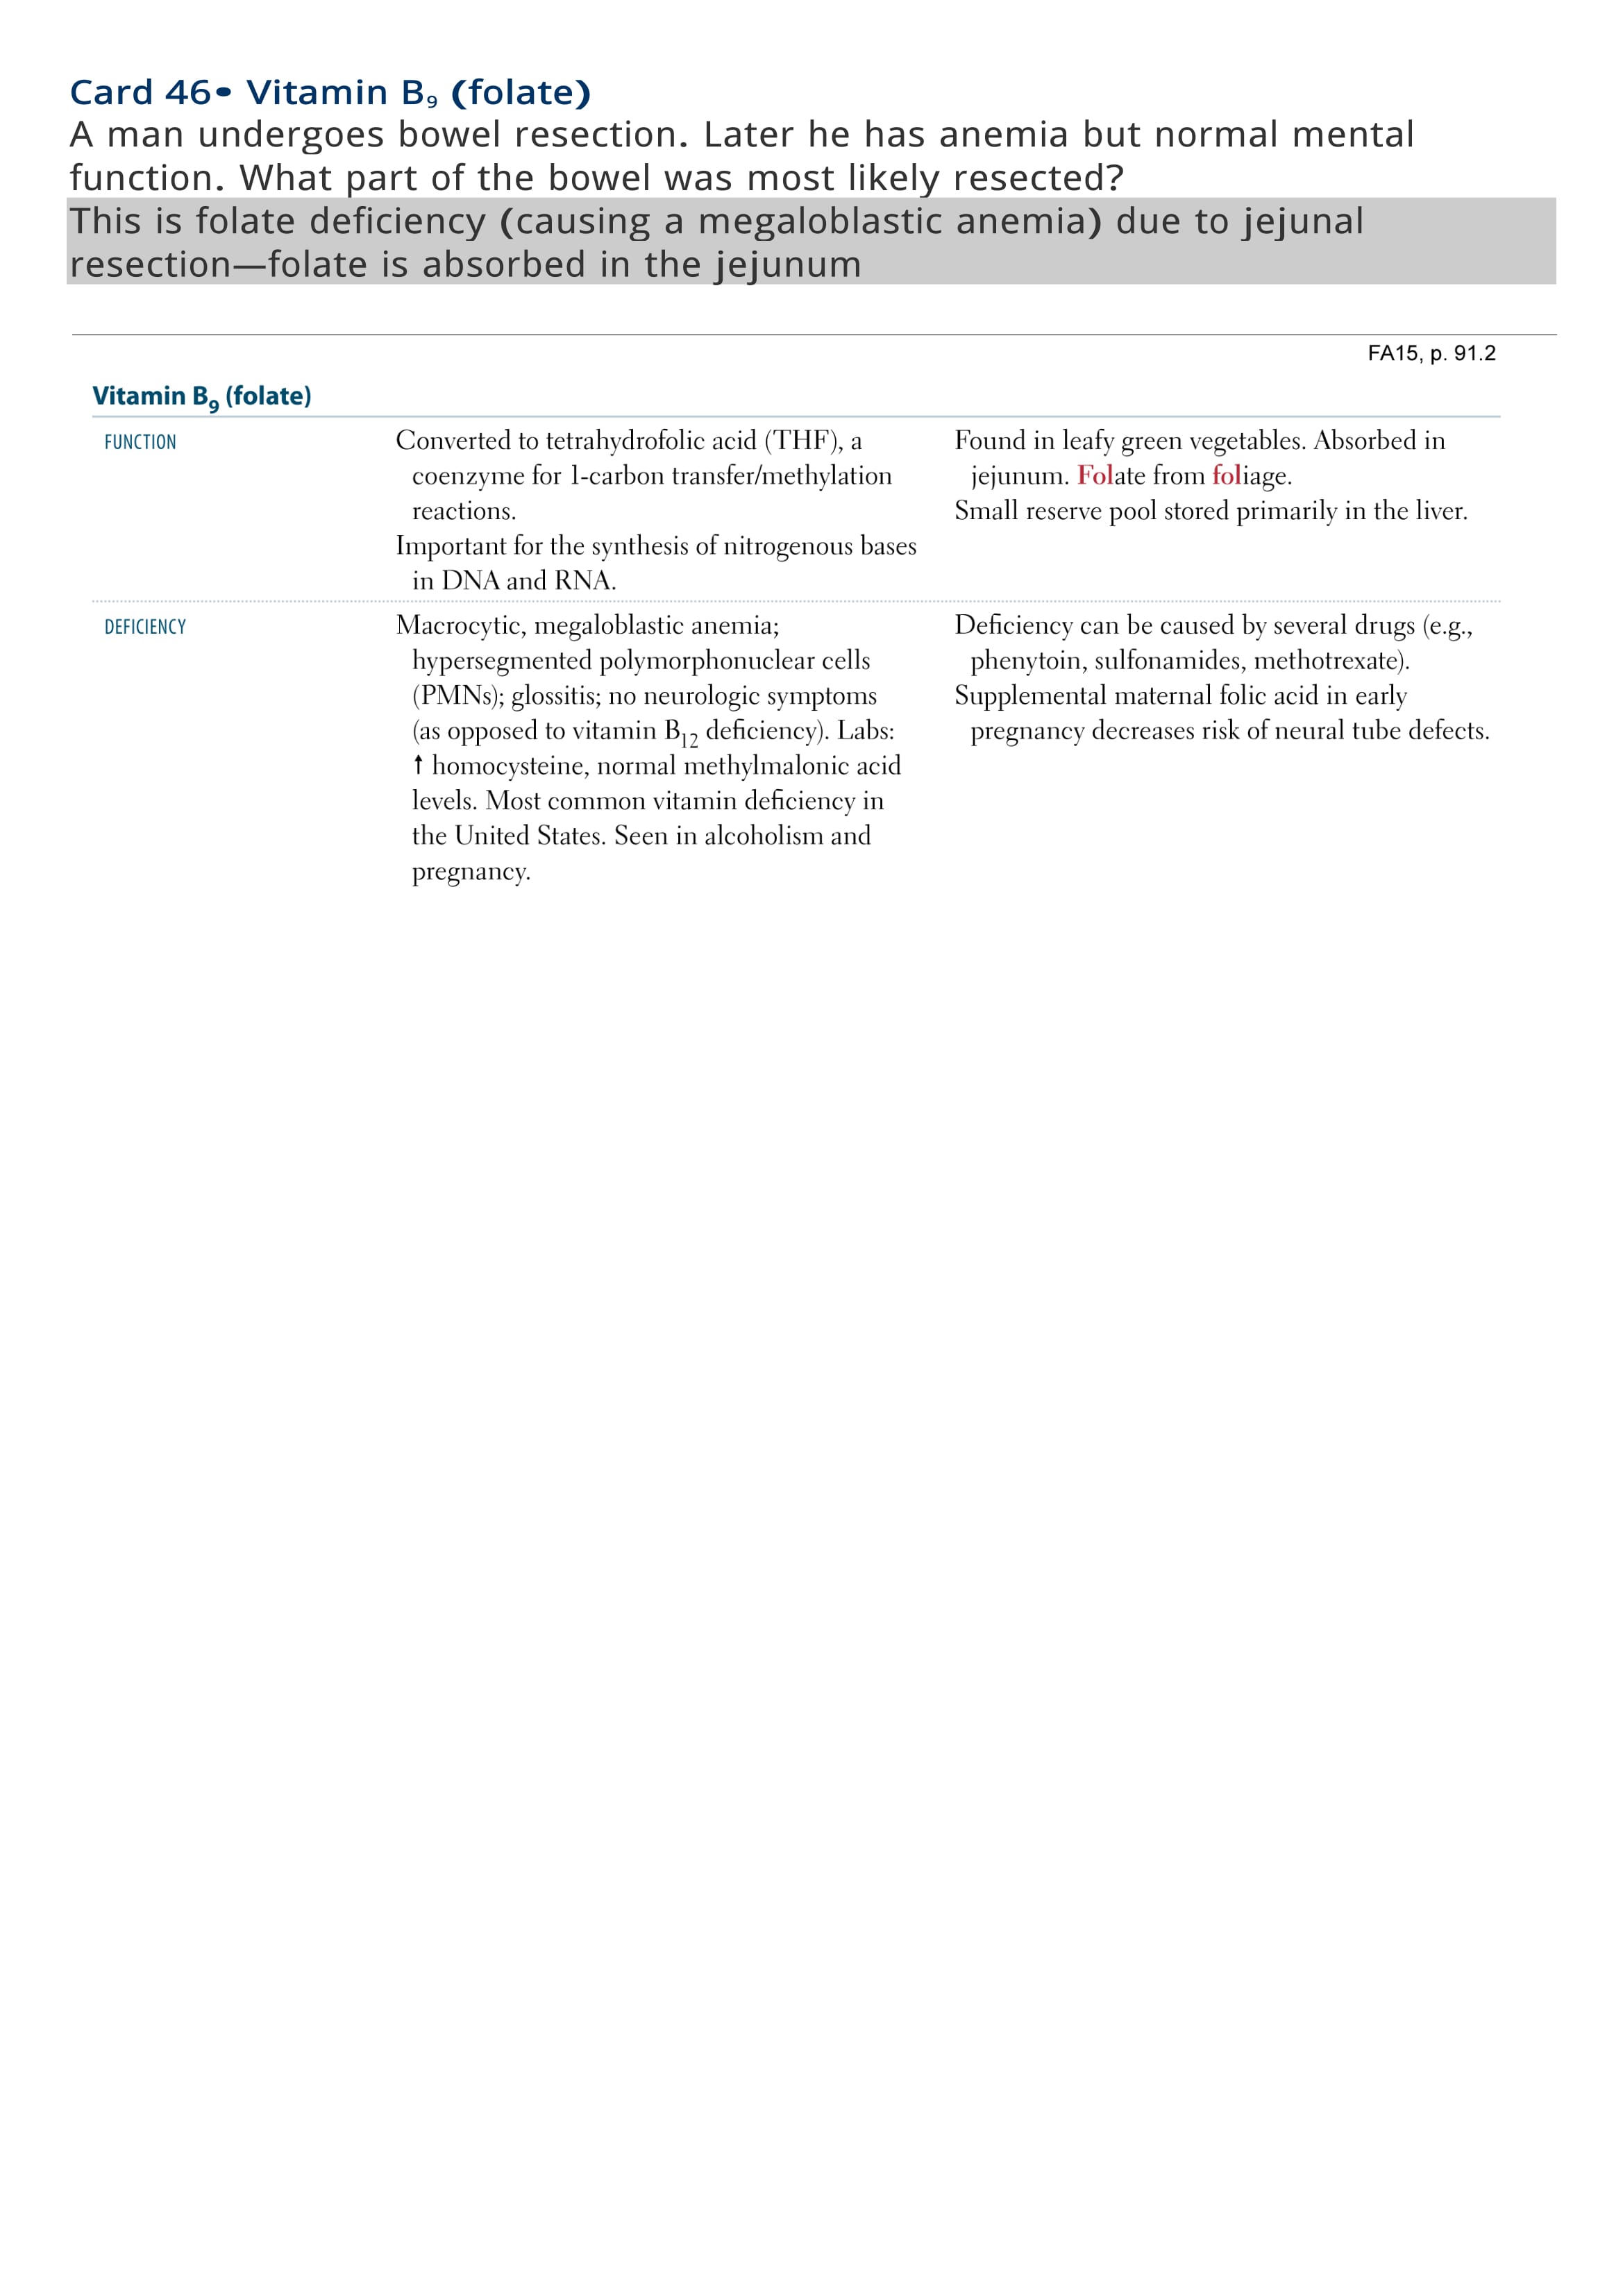 Card 46• Vitamin B₉ (folate)
A man undergoes bowel resection. Later he has anemia but normal mental
function. What part of the bowel was most likely resected?
This is folate deficiency (causing a megaloblastic anemia) due to jejunal
resection—folate is absorbed in the jejunum
FA15, p. 91.2
Vitamin B₉ (folate)
FUNCTION
Converted to tetrahydrofolic acid (THF), a
coenzyme for 1-carbon transfer/methylation
reactions.
Important for the synthesis of nitrogenous bases
in DNA and RNA.
Found in leafy green vegetables. Absorbed in
jejunum. Folate from foliage.
Small reserve pool stored primarily in the liver.
DEFICIENCY
Macrocytic, megaloblastic anemia;
hypersegmented polymorphonuclear cells
(PMNs); glossitis; no neurologic symptoms
(as opposed to vitamin B₁₂ deficiency). Labs:
↑ homocysteine, normal methylmalonic acid
levels. Most common vitamin deficiency in
the United States. Seen in alcoholism and
pregnancy.
Deficiency can be caused by several drugs (e.g.,
phenytoin, sulfonamides, methotrexate).
Supplemental maternal folic acid in early
pregnancy decreases risk of neural tube defects.